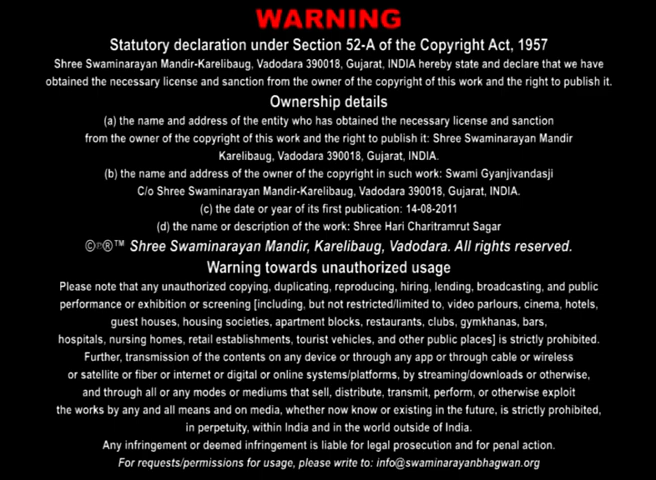 WARNING
Statutory declaration under Section 52-A of the Copyright Act, 1957
Shree Swaminarayan Mandir-Karelibaug, Vadodara 390018, Gujarat, INDIA hereby state and declare that we have
obtained the necessary license and sanction from the owner of the copyright of this work and the right to publish it.
Ownership details
(a) the name and address of the entity who has obtained the necessary license and sanction
from the owner of the copyright of this work and the right to publish it: Shree Swaminarayan Mandir
Karelibaug, Vadodara 390018, Gujarat, INDIA.
(b) the name and address of the owner of the copyright in such work: Swami Gyanjivandasji
C/o Shree Swaminarayan Mandir-Karelibaug, Vadodara 390018, Gujarat, INDIA.
(c) the date or year of its first publication: 14-08-2011
(d) the name or description of the work: Shree Hari Charitramrut Sagar
©℗®™ Shree Swaminarayan Mandir, Karelibaug, Vadodara. All rights reserved.
Warning towards unauthorized usage
Please note that any unauthorized copying, duplicating, reproducing, hiring, lending, broadcasting, and public
performance or exhibition or screening [including, but not restricted/limited to, video parlours, cinema, hotels,
guest houses, housing societies, apartment blocks, restaurants, clubs, gymkhanas, bars,
hospitals, nursing homes, retail establishments, tourist vehicles, and other public places] is strictly prohibited.
Further, transmission of the contents on any device or through any app or through cable or wireless
or satellite or fiber or internet or digital or online systems/platforms, by streaming/downloads or otherwise,
and through all or any modes or mediums that sell, distribute, transmit, perform, or otherwise exploit
the works by any and all means and on media, whether now know or existing in the future, is strictly prohibited,
in perpetuity, within India and in the world outside of India.
Any infringement or deemed infringement is liable for legal prosecution and for penal action.
For requests/permissions for usage, please write to: info@swaminarayanbhagwan.org